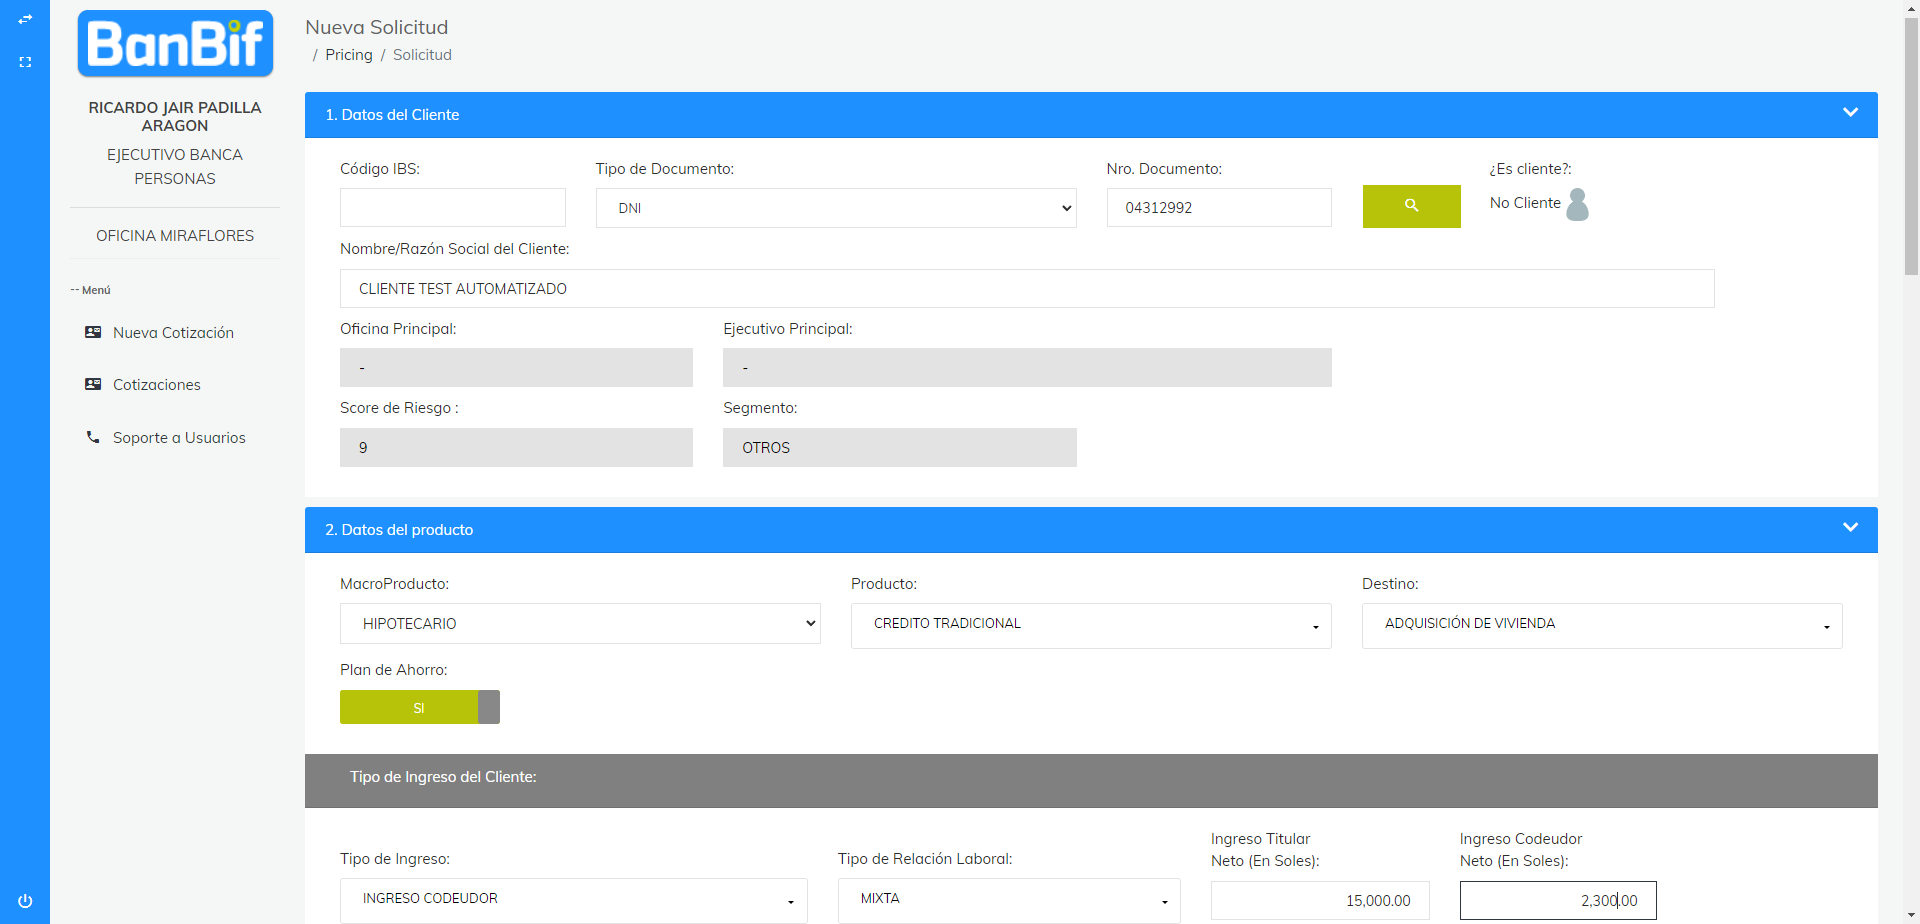 BanBif
RICARDO JAIR PADILLA
ARAGON
EJECUTIVO BANCA
PERSONAS
OFICINA MIRAFLORES
-- Menú
Nueva Cotización
Cotizaciones
Soporte a Usuarios
Nueva Solicitud
/ Pricing / Solicitud
1. Datos del Cliente
Código IBS:
Tipo de Documento:
Nro. Documento:
¿Es cliente?:
DNI
04312992
No Cliente
Nombre/Razón Social del Cliente:
CLIENTE TEST AUTOMATIZADO
Oficina Principal:
Ejecutivo Principal:
-
-
Score de Riesgo :
Segmento:
9
OTROS
2. Datos del producto
MacroProducto:
Producto:
Destino:
HIPOTECARIO
CREDITO TRADICIONAL
ADQUISICIÓN DE VIVIENDA
Plan de Ahorro:
SI
Tipo de Ingreso del Cliente:
Tipo de Ingreso:
Tipo de Relación Laboral:
Ingreso Titular
Neto (En Soles):
Ingreso Codeudor
Neto (En Soles):
INGRESO CODEUDOR
MIXTA
15,000.00
2,300.00